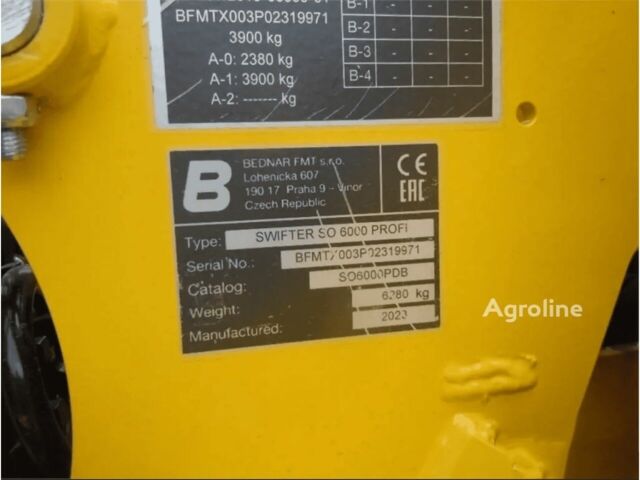 BFMTX003P02319971
3900 kg
A-0: 2380 kg
A-1: 3900 kg
A-2: ------- kg
B-1 - - -
B-2 - - -
B-3 - - -
B-4 - - -
B
BEDNAR FMT s.r.o.
Lohenicka 607
190 17 Praha 9 - Vinor
Czech Republic
CE
EAC
Type: SWIFTER SO 6000 PROFI
Serial No.: BFMTX003P02319971
Catalog: SO6000PDB
Weight: 6280 kg
Manufactured: 2023
Agroline